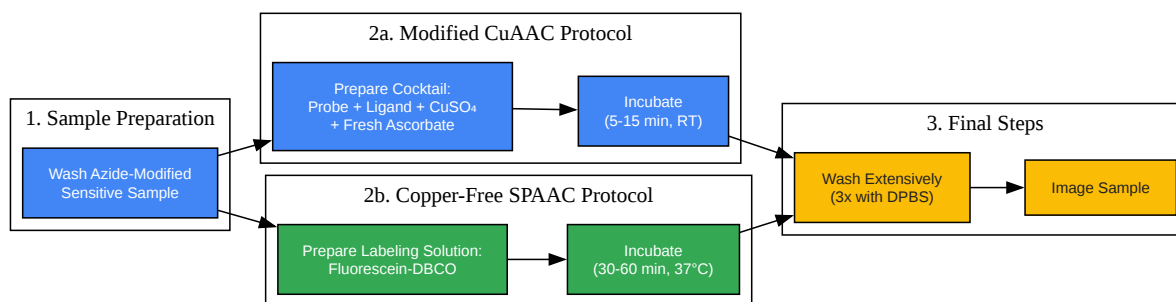 1. Sample Preparation
Wash Azide-Modified
Sensitive Sample
2a. Modified CuAAC Protocol
Prepare Cocktail:
Probe + Ligand + CuSO₄
+ Fresh Ascorbate
Incubate
(5-15 min, RT)
2b. Copper-Free SPAAC Protocol
Prepare Labeling Solution:
Fluorescein-DBCO
Incubate
(30-60 min, 37°C)
3. Final Steps
Wash Extensively
(3x with DPBS)
Image Sample